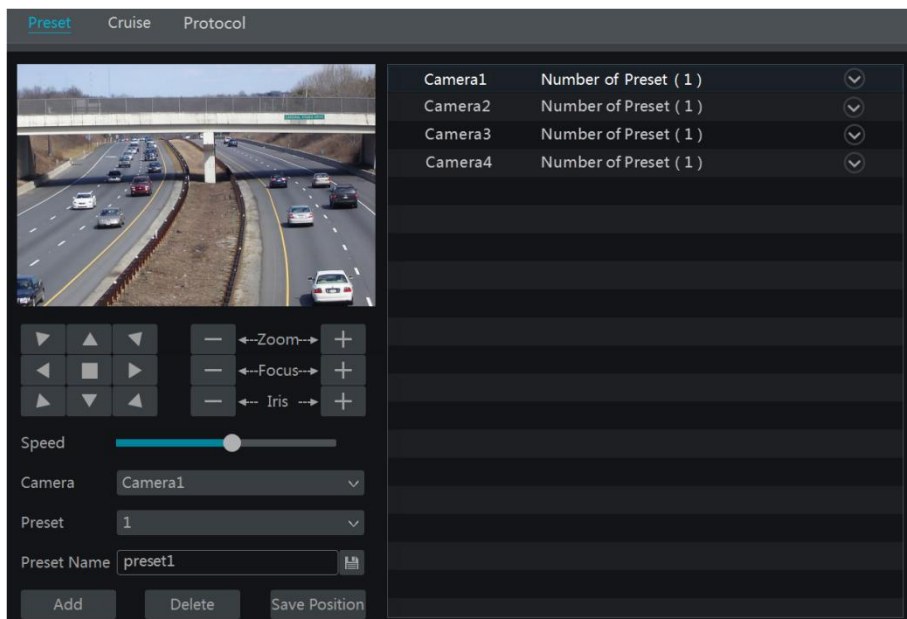 Preset Cruise Protocol
Camera1 Number of Preset ( 1 )
Camera2 Number of Preset ( 1 )
Camera3 Number of Preset ( 1 )
Camera4 Number of Preset ( 1 )
Zoom
Focus
Iris
Speed
Camera Camera1
Preset 1
Preset Name preset1
Add Delete Save Position